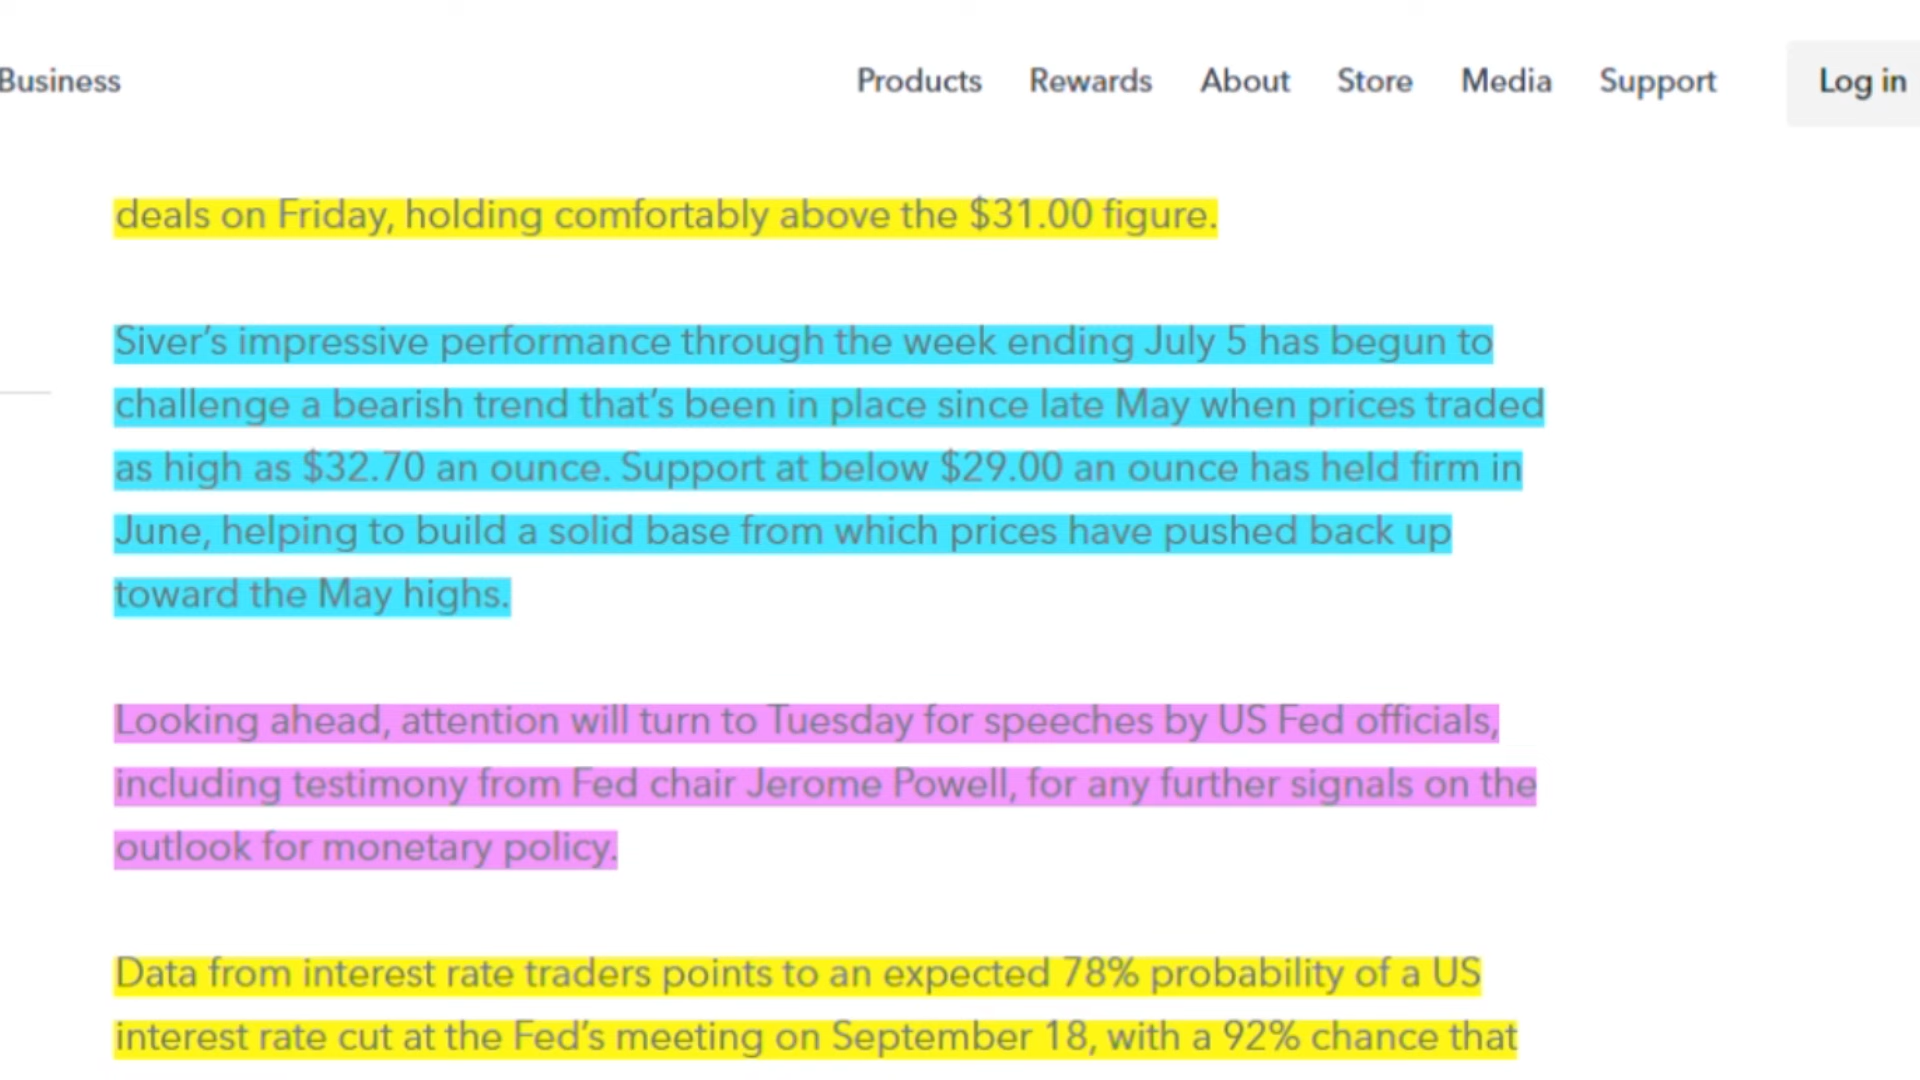 Business Products Rewards About Store Media Support Log in
deals on Friday, holding comfortably above the $31.00 figure.
Siver’s impressive performance through the week ending July 5 has begun to
challenge a bearish trend that’s been in place since late May when prices traded
as high as $32.70 an ounce. Support at below $29.00 an ounce has held firm in
June, helping to build a solid base from which prices have pushed back up
toward the May highs.
Looking ahead, attention will turn to Tuesday for speeches by US Fed officials,
including testimony from Fed chair Jerome Powell, for any further signals on the
outlook for monetary policy.
Data from interest rate traders points to an expected 78% probability of a US
interest rate cut at the Fed’s meeting on September 18, with a 92% chance that